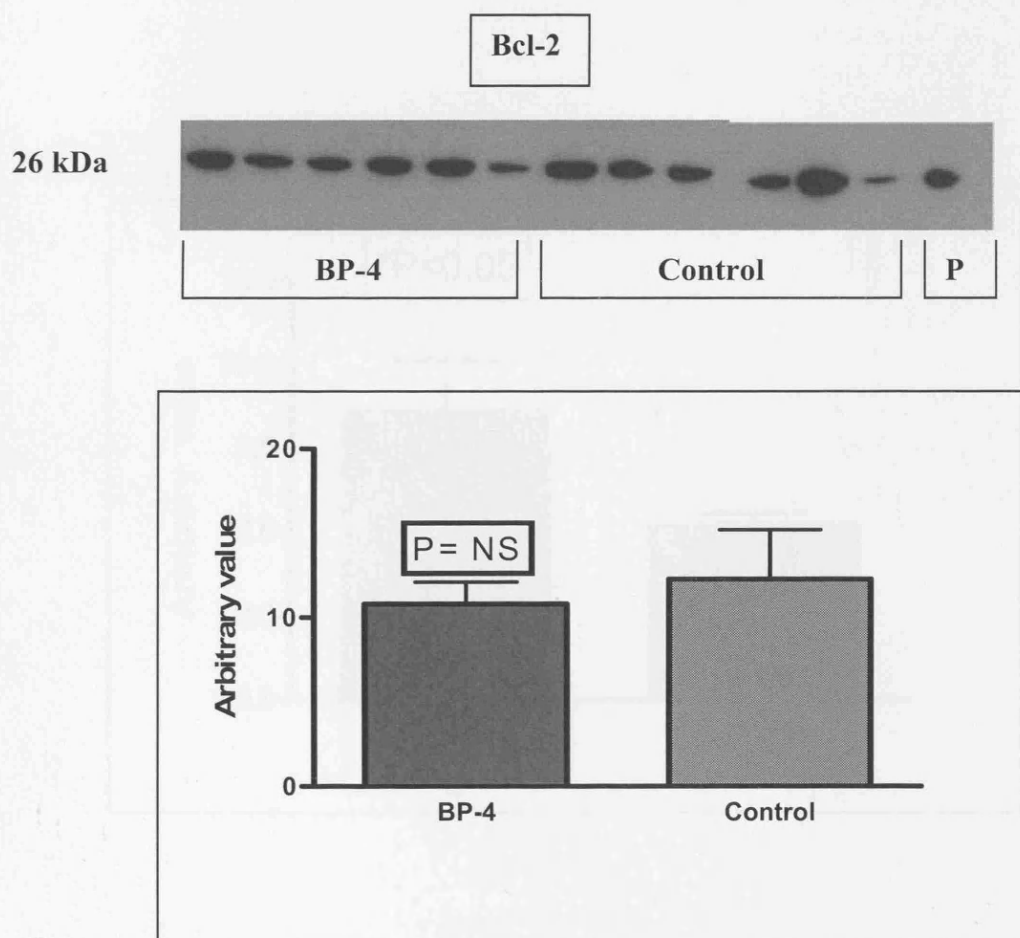 Bcl-2
26 kDa
BP-4 Control P
20
P= NS
10
0
Arbitrary value
BP-4 Control